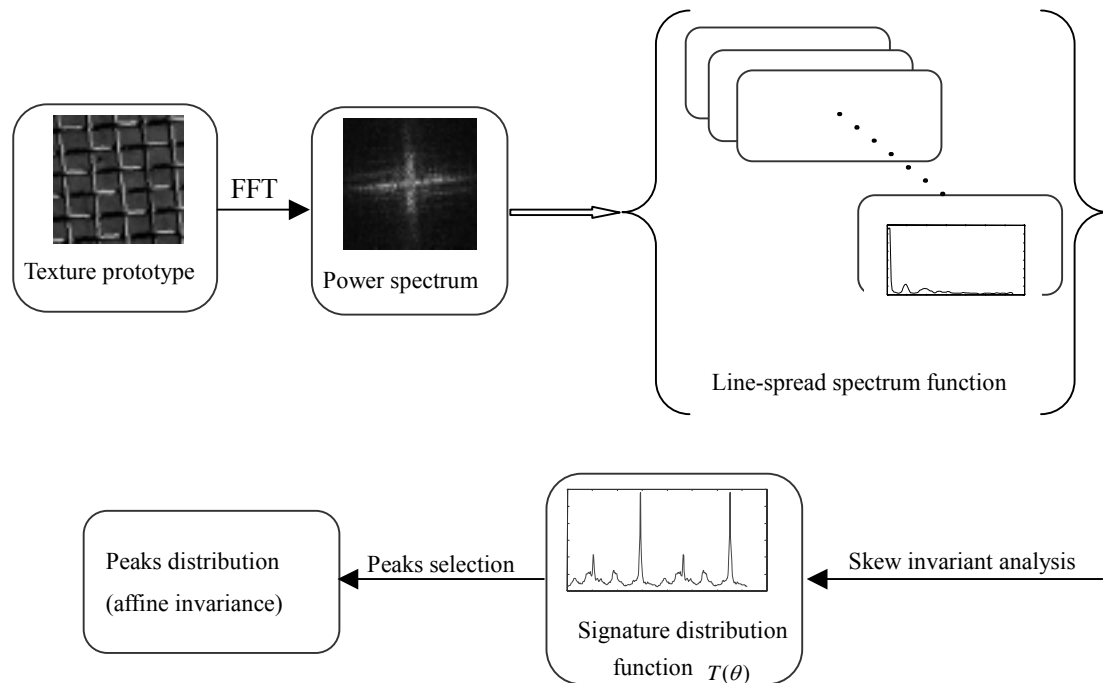 Texture prototype
FFT
Power spectrum
Line-spread spectrum function
Skew invariant analysis
Signature distribution
function T(θ)
Peaks selection
Peaks distribution
(affine invariance)